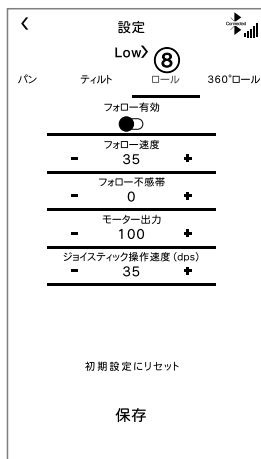 設定
Connected
Low>
⑧
パン ティルト ロール 360°ロール
フォロー有効
フォロー速度
- 35 +
フォロー不感帯
- 0 +
モーター出力
- 100 +
ジョイスティック操作速度 (dps)
- 35 +
初期設定にリセット
保存